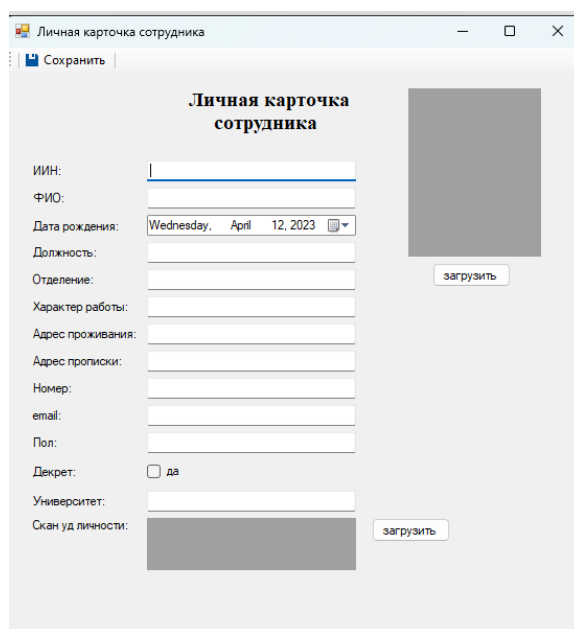 Личная карточка сотрудника
Сохранить
Личная карточка
сотрудника
ИИН:
ФИО:
Дата рождения: Wednesday, April 12, 2023
Должность:
Отделение:
загрузить
Характер работы:
Адрес проживания:
Адрес прописки:
Номер:
email:
Пол:
Декрет: да
Университет:
Скан уд личности: загрузить